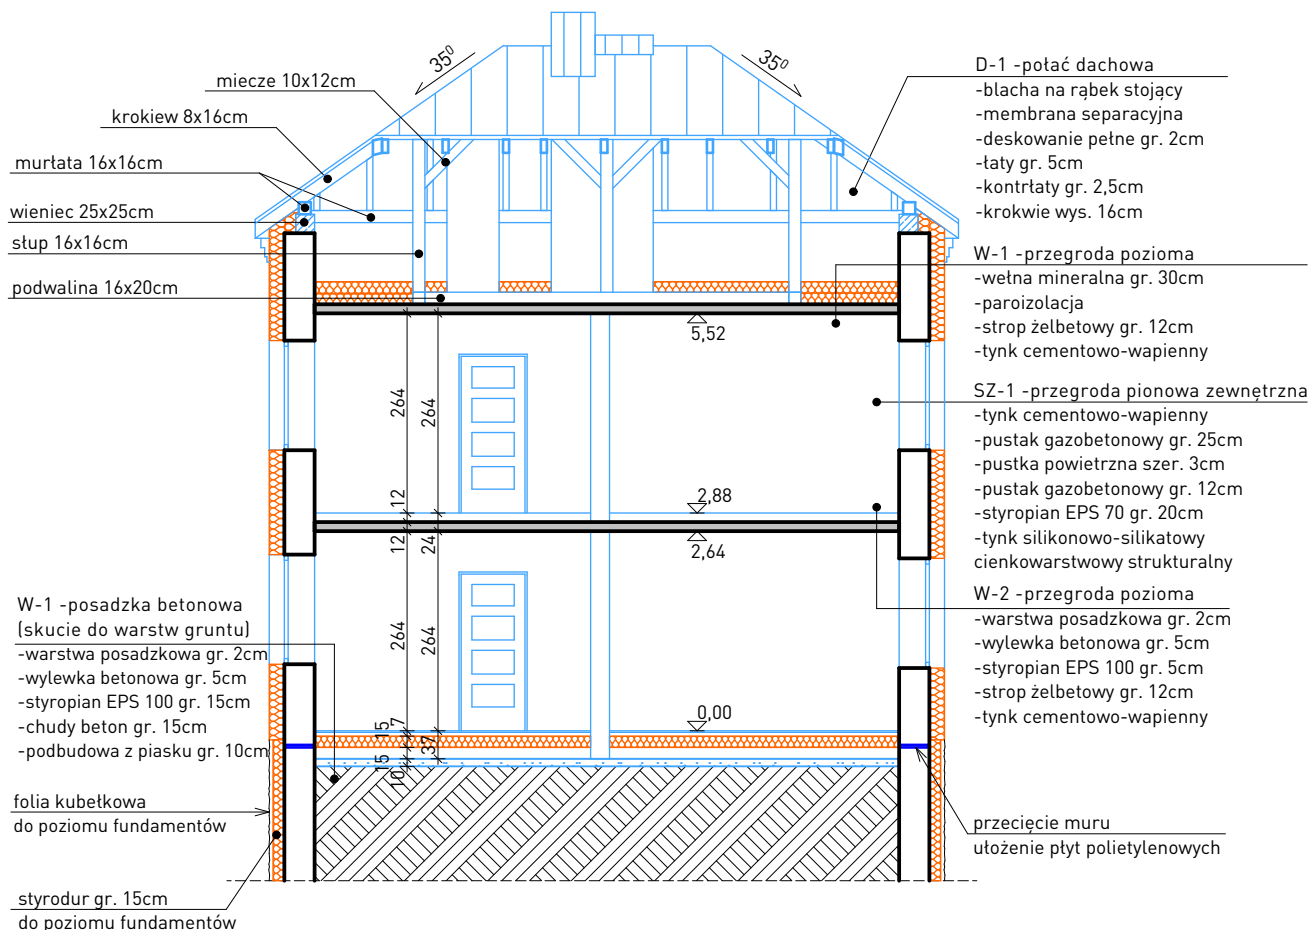 35⁰
35⁰
miecze 10x12cm
krokiew 8x16cm
murłata 16x16cm
wieniec 25x25cm
słup 16x16cm
podwalina 16x20cm
D-1 -połać dachowa
-blacha na rąbek stojący
-membrana separacyjna
-deskowanie pełne gr. 2cm
-łaty gr. 5cm
-kontrłaty gr. 2,5cm
-krokwie wys. 16cm
W-1 -przegroda pozioma
-wełna mineralna gr. 30cm
-paroizolacja
-strop żelbetowy gr. 12cm
-tynk cementowo-wapienny
SZ-1 -przegroda pionowa zewnętrzna
-tynk cementowo-wapienny
-pustak gazobetonowy gr. 25cm
-pustka powietrzna szer. 3cm
-pustak gazobetonowy gr. 12cm
-styropian EPS 70 gr. 20cm
-tynk silikonowo-silikatowy
cienkowarstwowy strukturalny
W-2 -przegroda pozioma
-warstwa posadzkowa gr. 2cm
-wylewka betonowa gr. 5cm
-styropian EPS 100 gr. 5cm
-strop żelbetowy gr. 12cm
-tynk cementowo-wapienny
5,52
264
264
12
2,88
12
24
2,64
264
264
0,00
15
7
37
15
10
W-1 -posadzka betonowa
(skucie do warstw gruntu)
-warstwa posadzkowa gr. 2cm
-wylewka betonowa gr. 5cm
-styropian EPS 100 gr. 15cm
-chudy beton gr. 15cm
-podbudowa z piasku gr. 10cm
folia kubełkowa
do poziomu fundamentów
styrodur gr. 15cm
do poziomu fundamentów
przecięcie muru
ułożenie płyt polietylenowych